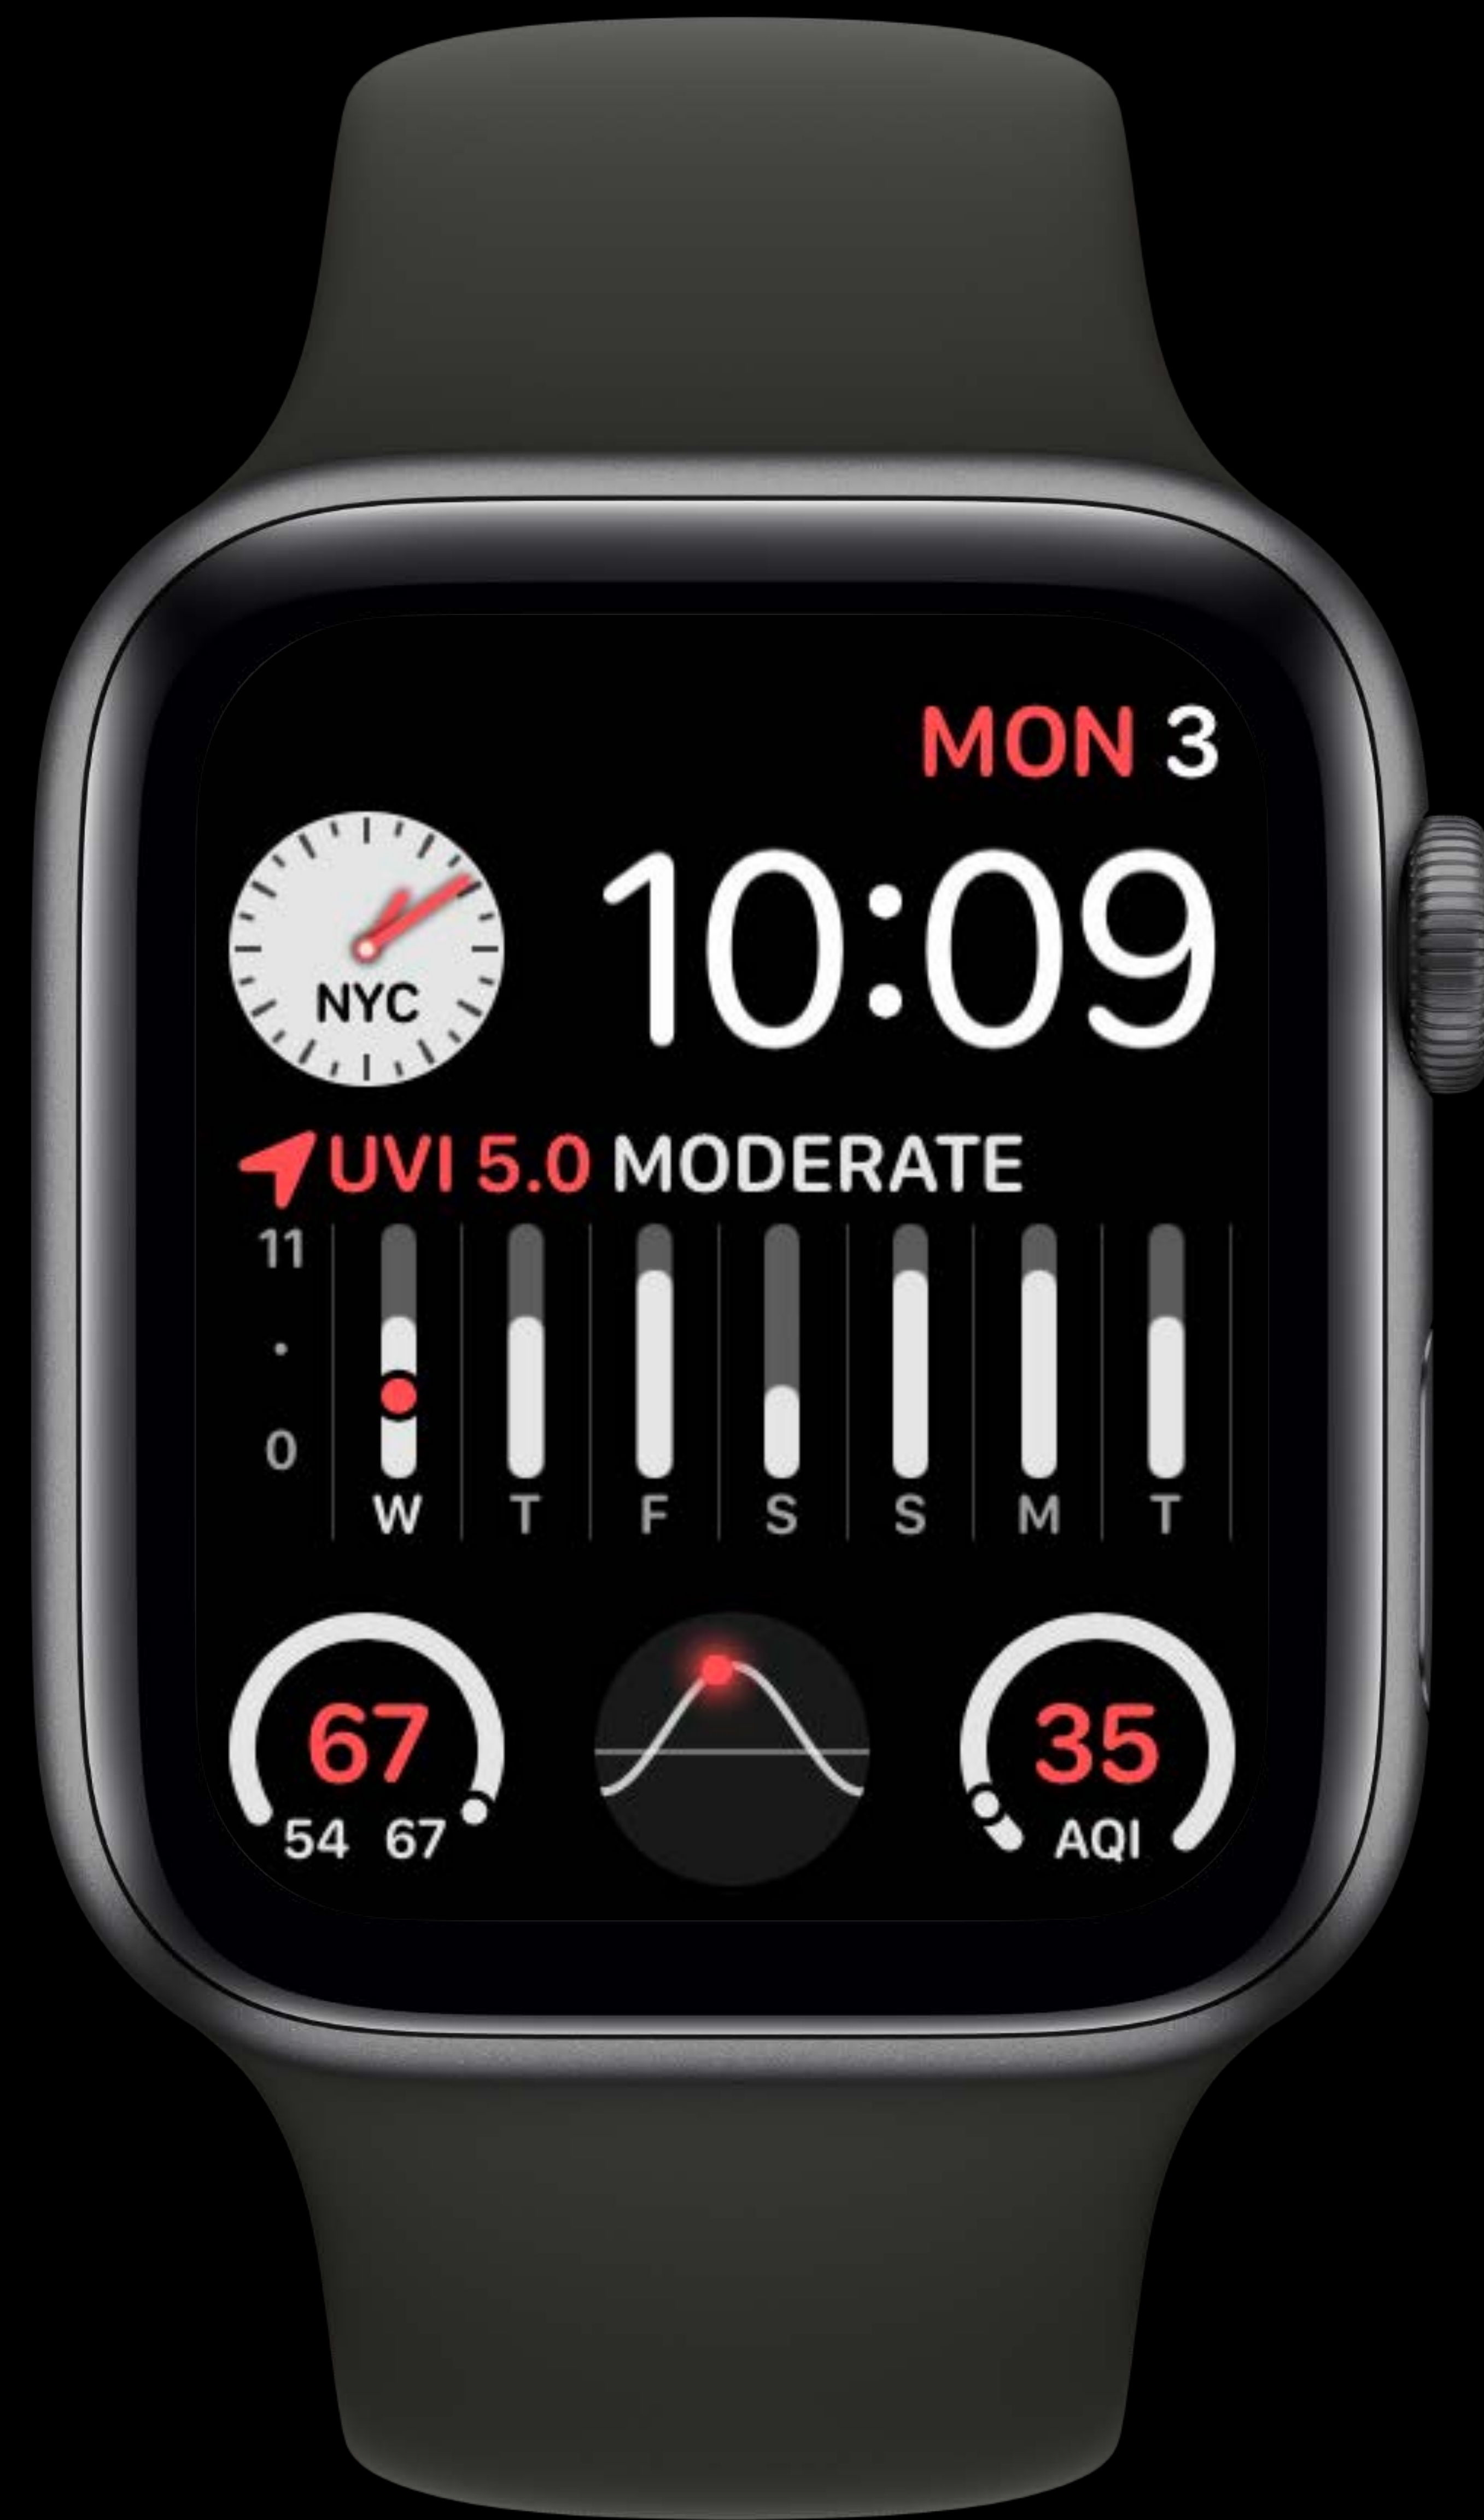 MON 3
NYC
10:09
UVI 5.0 MODERATE
11
0
W T F S S M T
67
54 67
35
AQI